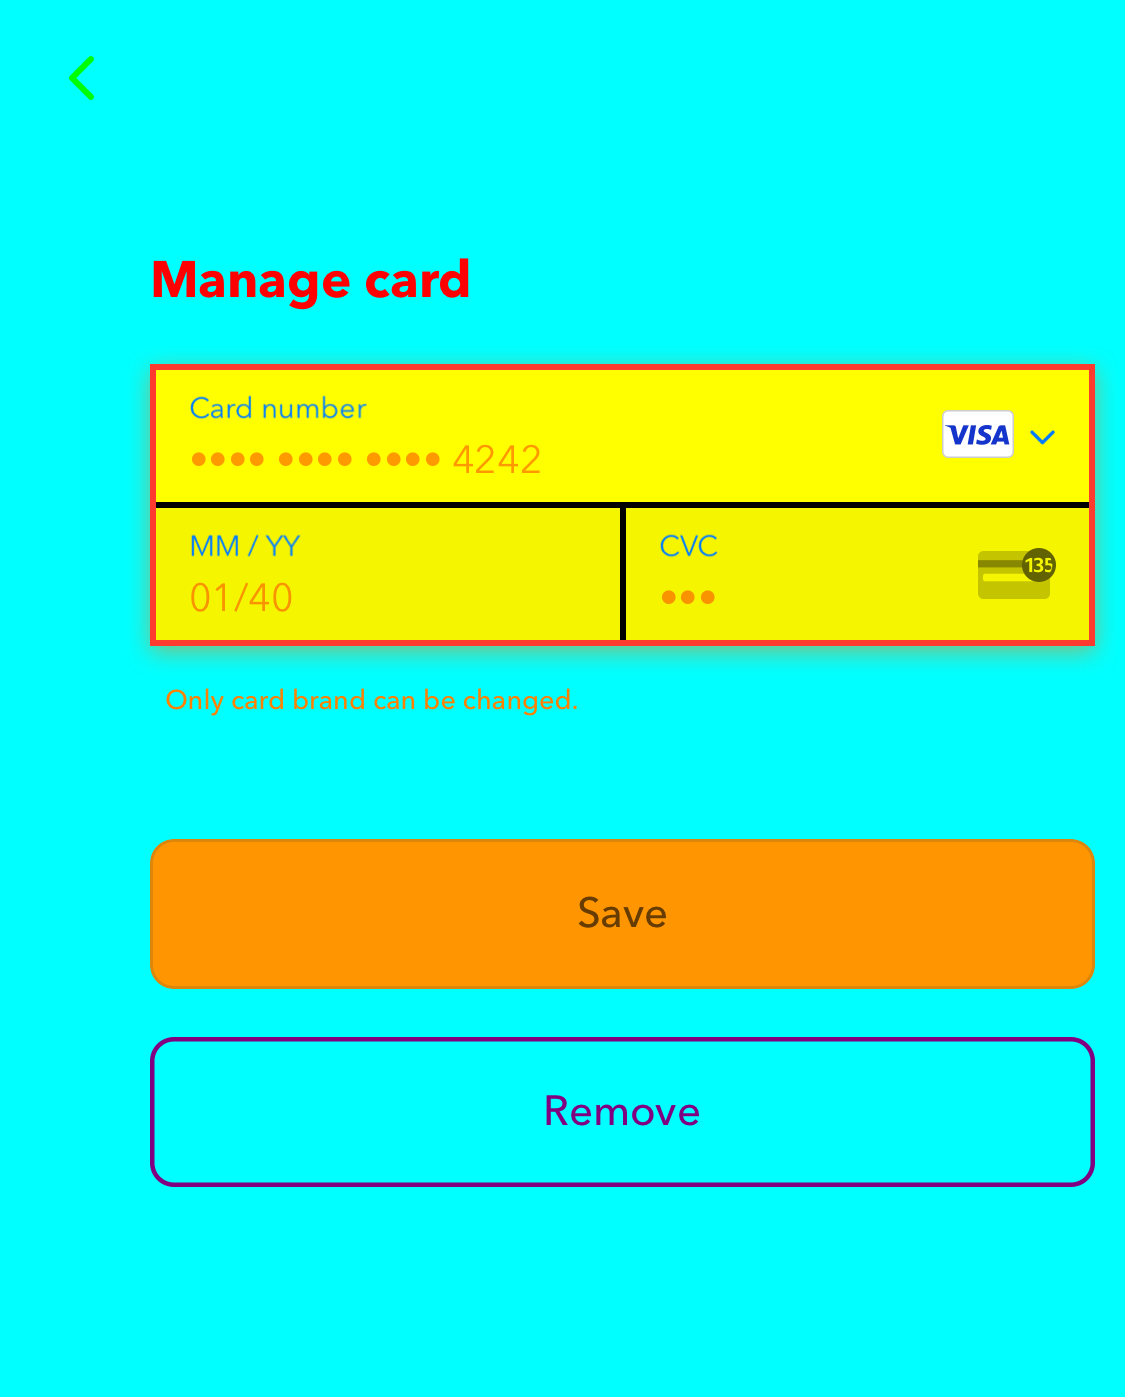 Manage card
Card number
VISA
•••• •••• •••• 4242
MM / YY
CVC
135
01/40
•••
Only card brand can be changed.
Save
Remove